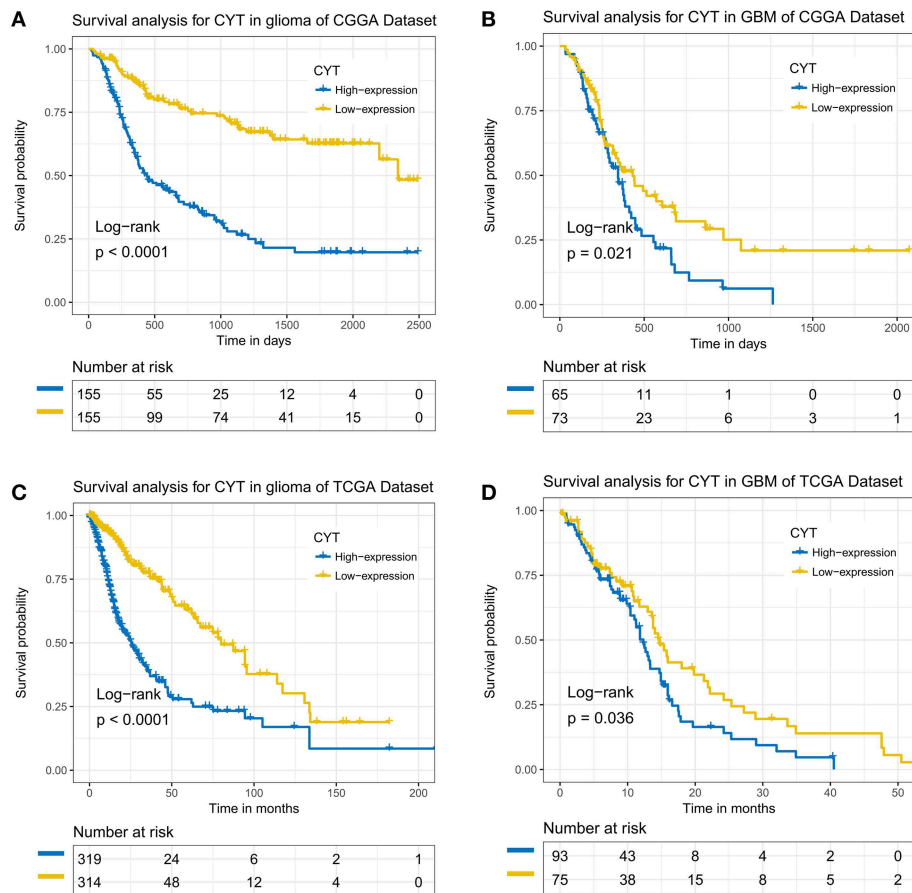 A
Survival analysis for CYT in glioma of CGGA Dataset
CYT
High−expression
Low−expression
Survival probability
1.00
0.75
0.50
0.25
0.00
Log−rank
p < 0.0001
0 500 1000 1500 2000 2500
Time in days
Number at risk
155 55 25 12 4 0
155 99 74 41 15 0
B
Survival analysis for CYT in GBM of CGGA Dataset
CYT
High−expression
Low−expression
Survival probability
1.00
0.75
0.50
0.25
0.00
Log−rank
p = 0.021
0 500 1000 1500 2000
Time in days
Number at risk
65 11 1 0 0
73 23 6 3 1
C
Survival analysis for CYT in glioma of TCGA Dataset
CYT
High−expression
Low−expression
Survival probability
1.00
0.75
0.50
0.25
0.00
Log−rank
p < 0.0001
0 50 100 150 200
Time in months
Number at risk
319 24 6 2 1
314 48 12 4 0
D
Survival analysis for CYT in GBM of TCGA Dataset
CYT
High−expression
Low−expression
Survival probability
1.00
0.75
0.50
0.25
0.00
Log−rank
p = 0.036
0 10 20 30 40 50
Time in months
Number at risk
93 43 8 4 2 0
75 38 15 8 5 2